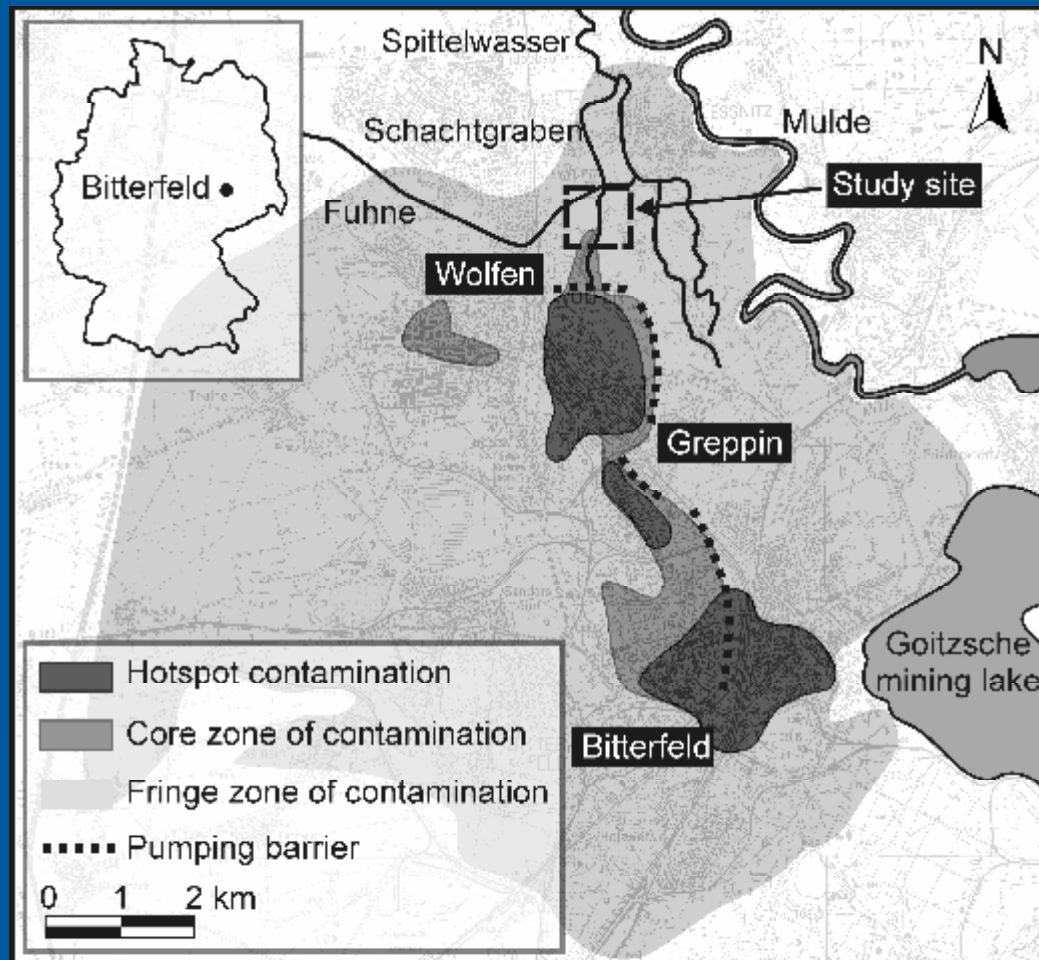 Spittelwasser
N
Schachtgraben
Mulde
Bitterfeld
Study site
Fuhne
Wolfen
Greppin
Goitzsche
mining lake
Bitterfeld
Hotspot contamination
Core zone of contamination
Fringe zone of contamination
Pumping barrier
0 1 2 km